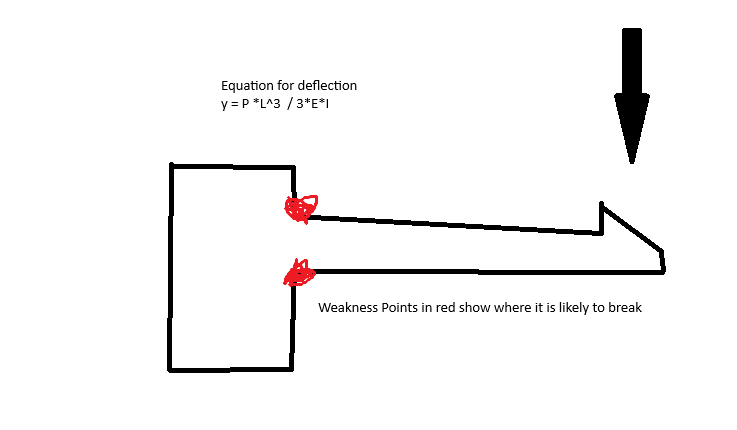 Equation for deflection
y = P *L^3  / 3*E*I
Weakness Points in red show where it is likely to break